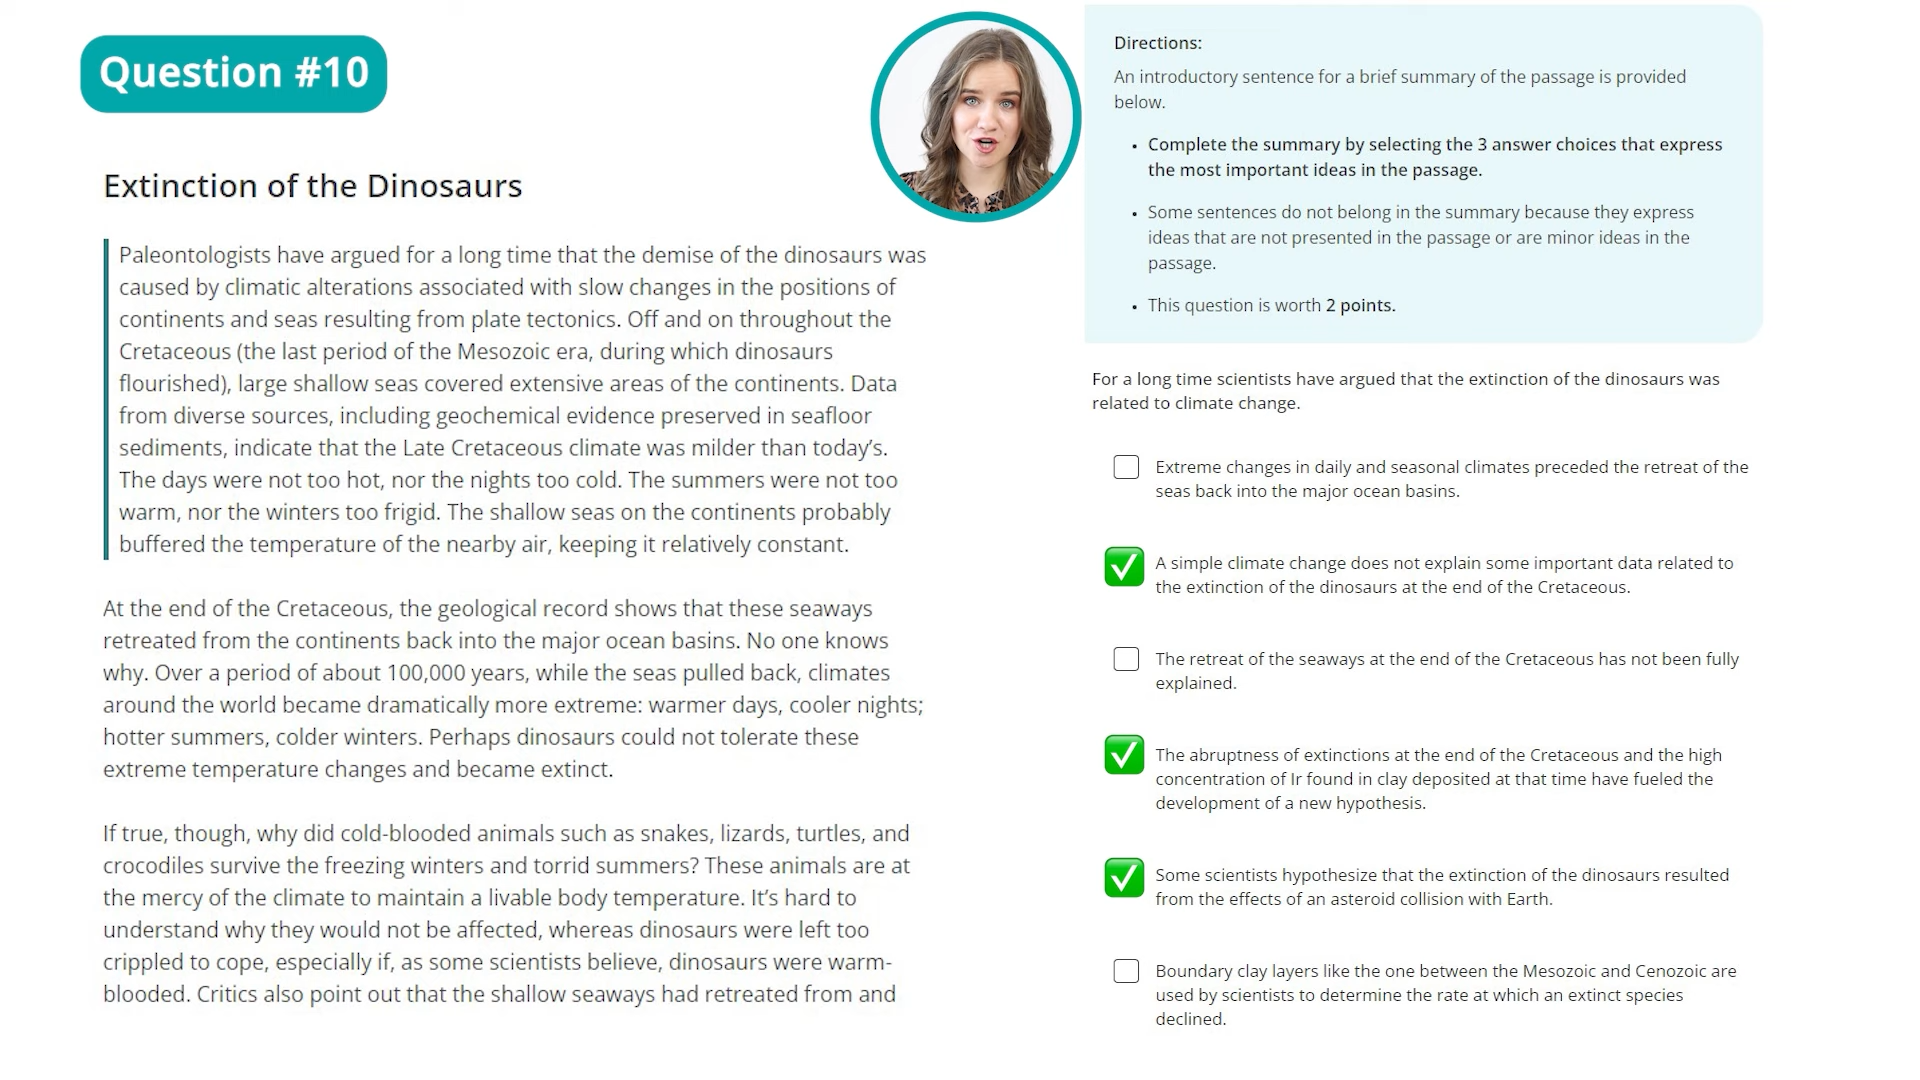 Question #10
Extinction of the Dinosaurs
Paleontologists have argued for a long time that the demise of the dinosaurs was
caused by climatic alterations associated with slow changes in the positions of
continents and seas resulting from plate tectonics. Off and on throughout the
Cretaceous (the last period of the Mesozoic era, during which dinosaurs
flourished), large shallow seas covered extensive areas of the continents. Data
from diverse sources, including geochemical evidence preserved in seafloor
sediments, indicate that the Late Cretaceous climate was milder than today’s.
The days were not too hot, nor the nights too cold. The summers were not too
warm, nor the winters too frigid. The shallow seas on the continents probably
buffered the temperature of the nearby air, keeping it relatively constant.
At the end of the Cretaceous, the geological record shows that these seaways
retreated from the continents back into the major ocean basins. No one knows
why. Over a period of about 100,000 years, while the seas pulled back, climates
around the world became dramatically more extreme: warmer days, cooler nights;
hotter summers, colder winters. Perhaps dinosaurs could not tolerate these
extreme temperature changes and became extinct.
If true, though, why did cold-blooded animals such as snakes, lizards, turtles, and
crocodiles survive the freezing winters and torrid summers? These animals are at
the mercy of the climate to maintain a livable body temperature. It’s hard to
understand why they would not be affected, whereas dinosaurs were left too
crippled to cope, especially if, as some scientists believe, dinosaurs were warm-
blooded. Critics also point out that the shallow seaways had retreated from and
Directions:
An introductory sentence for a brief summary of the passage is provided
below.
• Complete the summary by selecting the 3 answer choices that express
the most important ideas in the passage.
• Some sentences do not belong in the summary because they express
ideas that are not presented in the passage or are minor ideas in the
passage.
• This question is worth 2 points.
For a long time scientists have argued that the extinction of the dinosaurs was
related to climate change.
Extreme changes in daily and seasonal climates preceded the retreat of the
seas back into the major ocean basins.
A simple climate change does not explain some important data related to
the extinction of the dinosaurs at the end of the Cretaceous.
The retreat of the seaways at the end of the Cretaceous has not been fully
explained.
The abruptness of extinctions at the end of the Cretaceous and the high
concentration of Ir found in clay deposited at that time have fueled the
development of a new hypothesis.
Some scientists hypothesize that the extinction of the dinosaurs resulted
from the effects of an asteroid collision with Earth.
Boundary clay layers like the one between the Mesozoic and Cenozoic are
used by scientists to determine the rate at which an extinct species
declined.